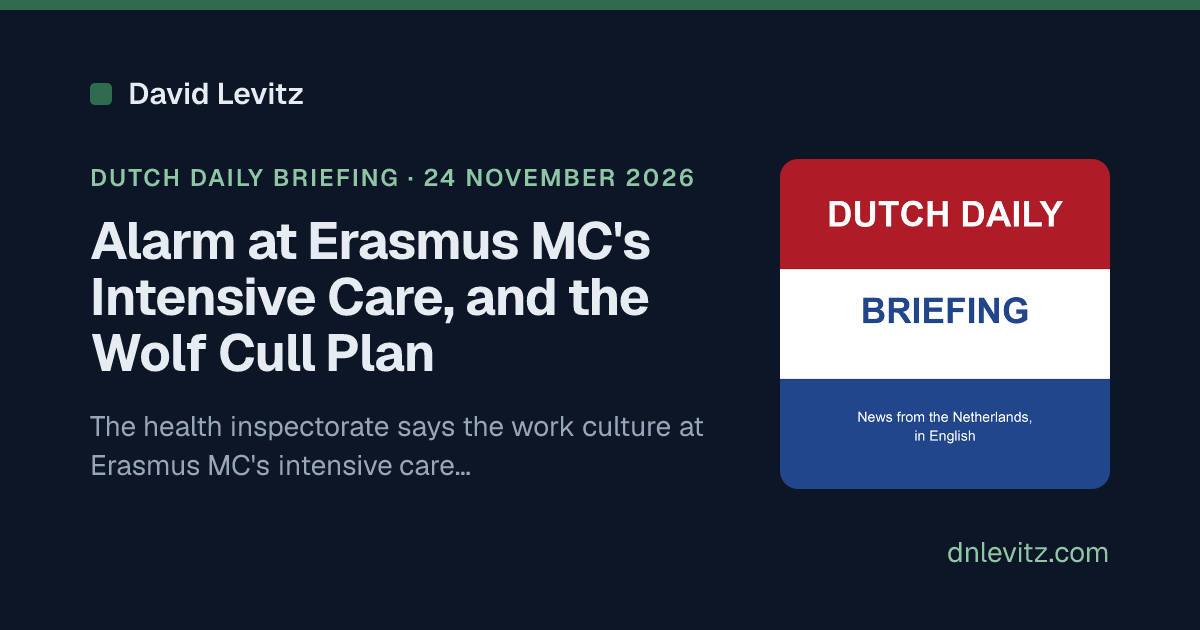 David Levitz
DUTCH DAILY BRIEFING · 24 NOVEMBER 2026
Alarm at Erasmus MC's
Intensive Care, and the
Wolf Cull Plan
The health inspectorate says the work culture at
Erasmus MC's intensive care…
DUTCH DAILY
BRIEFING
News from the Netherlands,
in English
dnlevitz.com